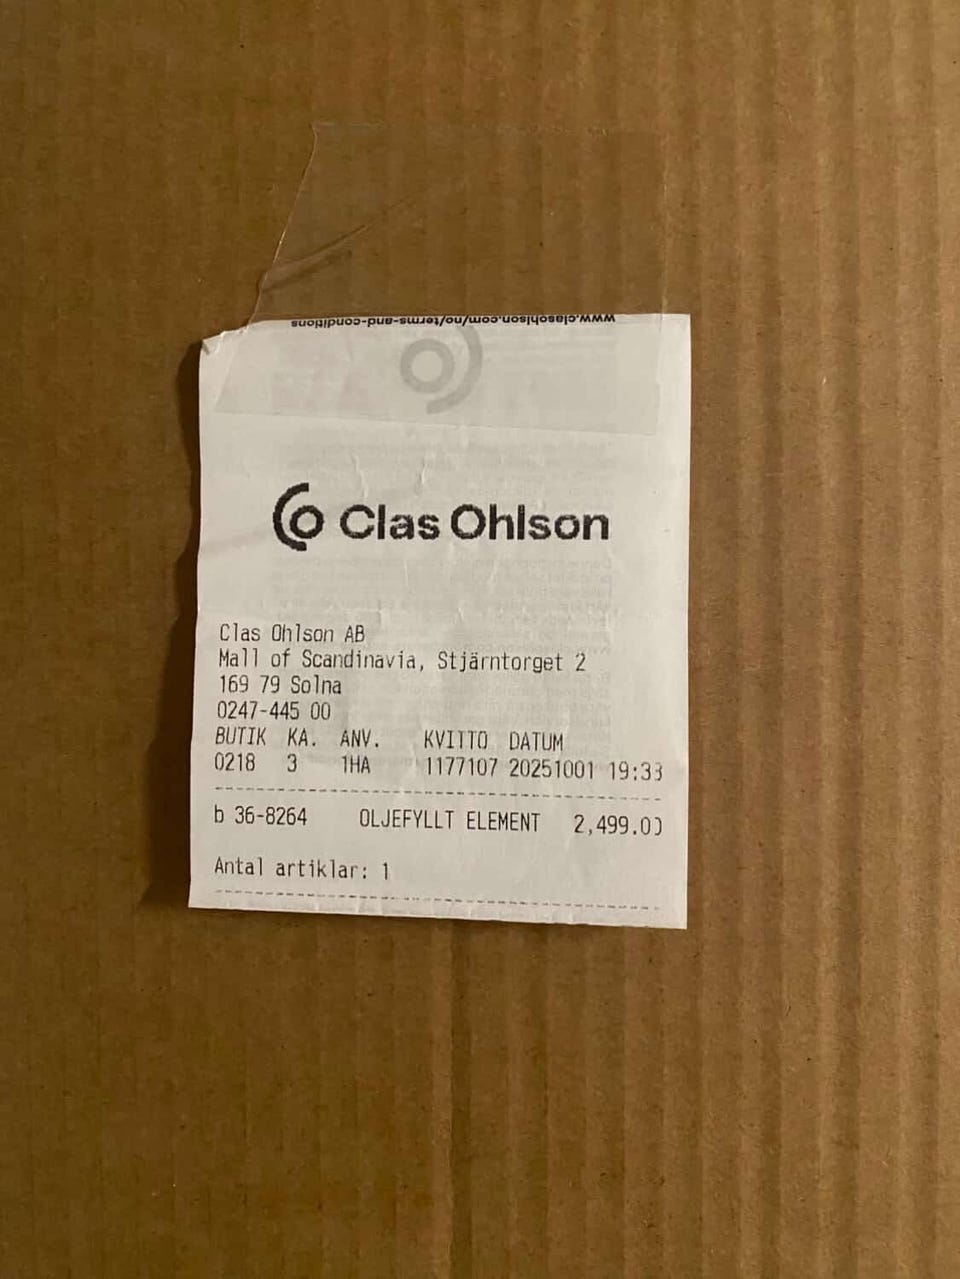 www.clasohlson.com/no/terms-and-conditions
Clas Ohlson
Clas Ohlson AB
Mall of Scandinavia, Stjärntorget 2
169 79 Solna
0247-445 00
BUTIK KA. ANV. KVITTO DATUM
0218 3 1HA 1177107 20251001 19:33
b 36-8264 OLJEFYLLT ELEMENT 2,499.00
Antal artiklar: 1